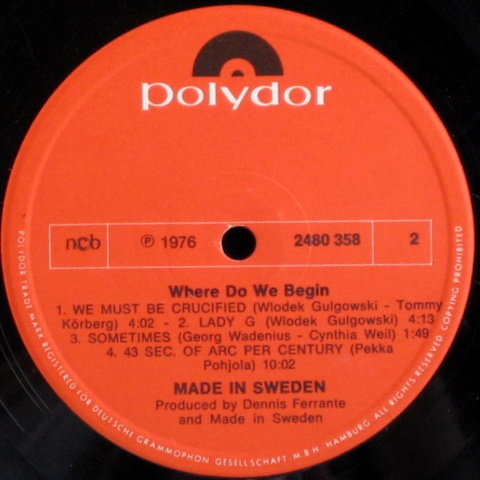 polydor
ncb ℗ 1976 2480 358 2
Where Do We Begin
1. WE MUST BE CRUCIFIED (Wlodek Gulgowski - Tommy
Körberg) 4:02 - 2. LADY G (Wlodek Gulgowski) 4:13
3. SOMETIMES (Georg Wadenius - Cynthia Weil) 1:49
4. 43 SEC. OF ARC PER CENTURY (Pekka
Pohjola) 10:02
MADE IN SWEDEN
Produced by Dennis Ferrante
and Made in Sweden
POLYDOR TRADE MARK REGISTERED FOR DEUTSCHE GRAMMOPHON GESELLSCHAFT M.B.H. HAMBURG ALL RIGHTS RESERVED COPYING PROHIBITED